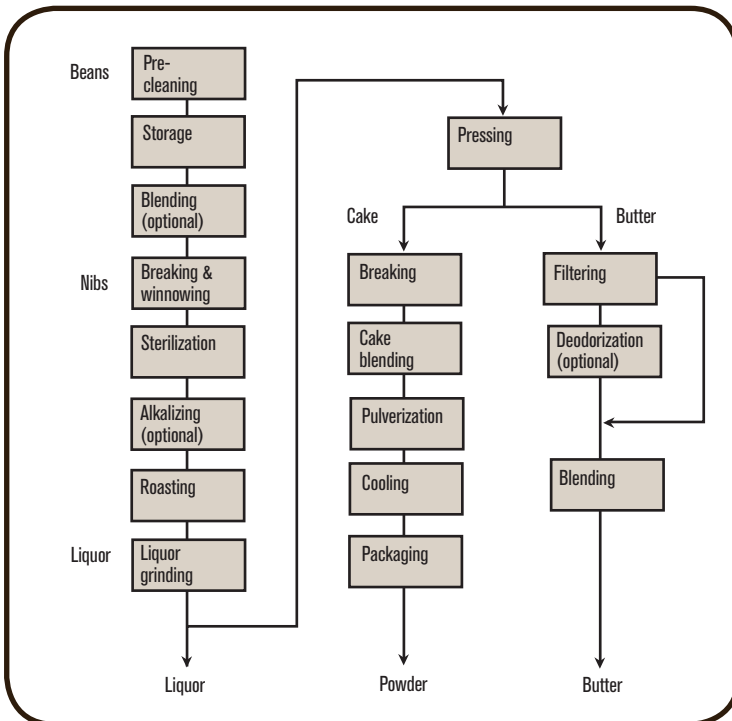 Beans
Pre-
cleaning
Storage
Blending
(optional)
Nibs
Breaking &
winnowing
Sterilization
Alkalizing
(optional)
Roasting
Liquor
Liquor
grinding
Liquor
Pressing
Cake
Breaking
Cake
blending
Pulverization
Cooling
Packaging
Powder
Butter
Filtering
Deodorization
(optional)
Blending
Butter